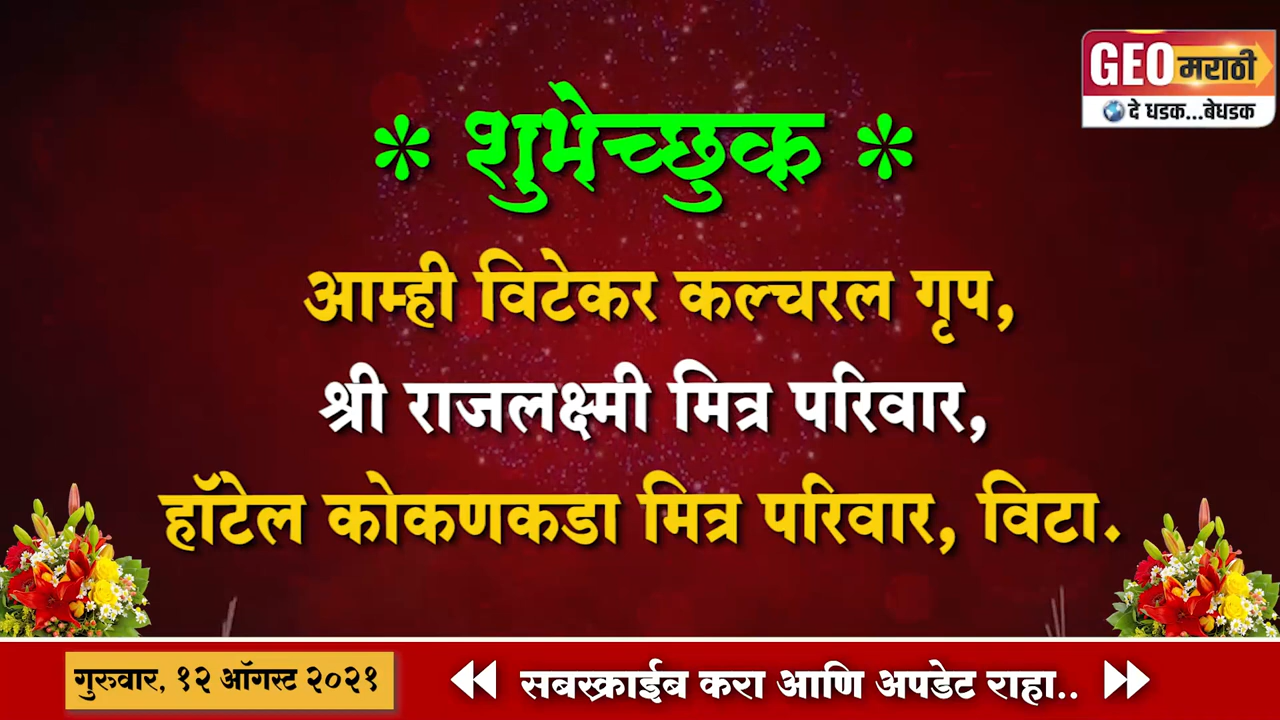 GEO मराठी
दे धडक...बेधडक
* शुभेच्छुक *
आम्ही विटेकर कल्चरल गृप,
श्री राजलक्ष्मी मित्र परिवार,
हॉटेल कोकणकडा मित्र परिवार, विटा.
गुरुवार, १२ ऑगस्ट २०२१
सबस्क्राईब करा आणि अपडेट राहा..